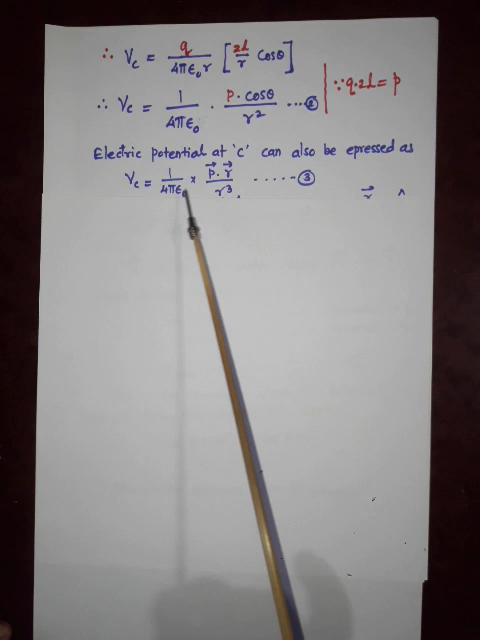 ∴ Vc = q / 4πε₀r [ 2l/r cosθ ]
∴ Vc = 1/4πε₀ · p·cosθ / r² ....② | ∵ q·2l = p
Electric potential at 'c' can also be epressed as
Vc = 1/4πε₀ × p⃗·r⃗ / r³ ......③ r⃗ ^